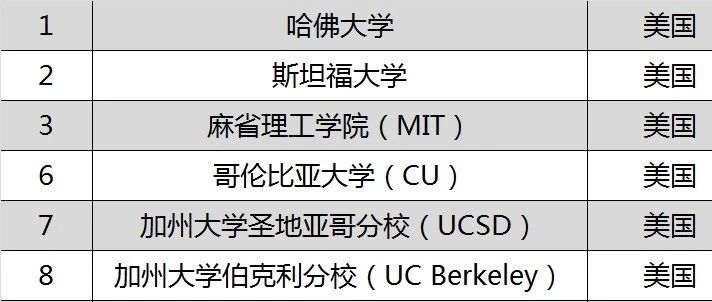 1 哈佛大学 美国
2 斯坦福大学 美国
3 麻省理工学院（MIT） 美国
6 哥伦比亚大学（CU） 美国
7 加州大学圣地亚哥分校（UCSD） 美国
8 加州大学伯克利分校（UC Berkeley） 美国